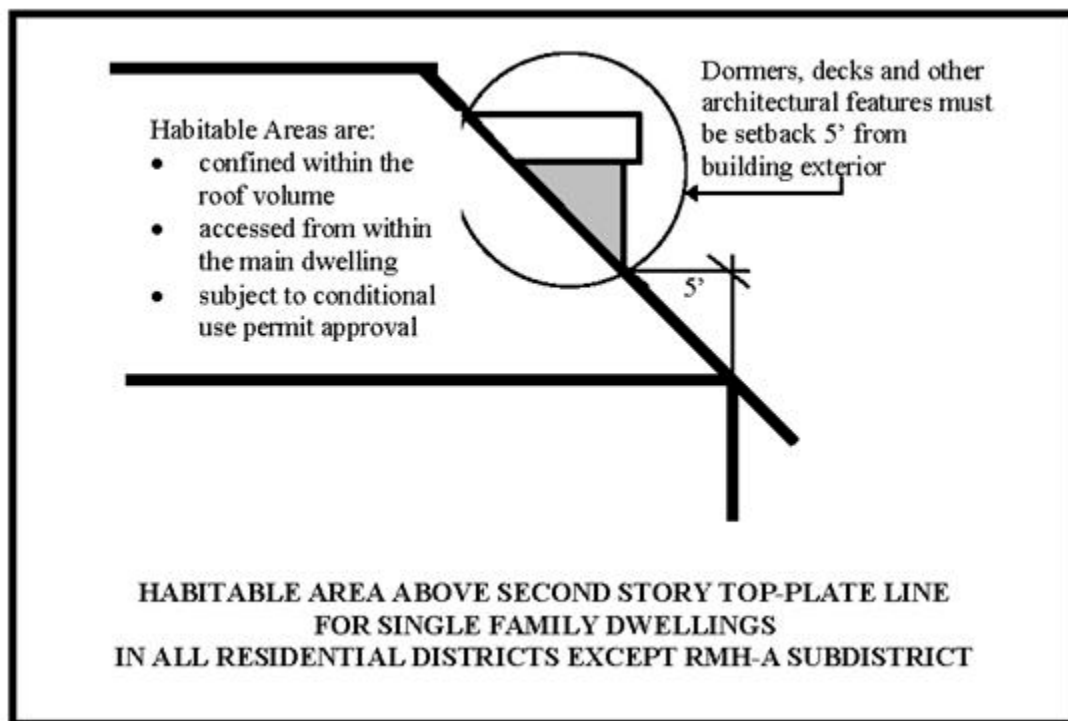 Dormers, decks and other
architectural features must
be setback 5’ from
building exterior
Habitable Areas are:
• confined within the
roof volume
• accessed from within
the main dwelling
• subject to conditional
use permit approval
5’
HABITABLE AREA ABOVE SECOND STORY TOP-PLATE LINE
FOR SINGLE FAMILY DWELLINGS
IN ALL RESIDENTIAL DISTRICTS EXCEPT RMH-A SUBDISTRICT